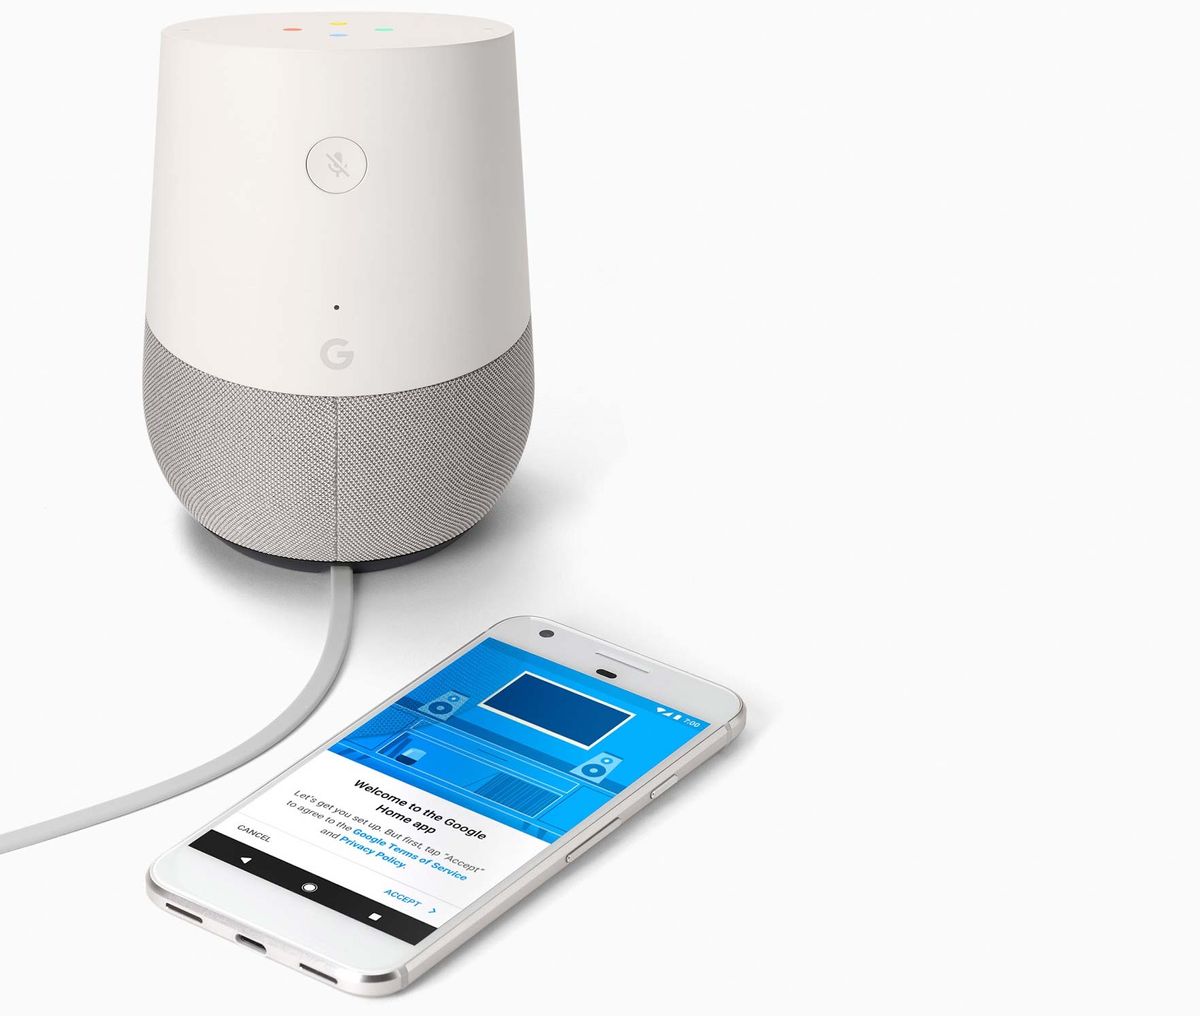 G
7:00
Welcome to the Google
Home app
Let's get you set up. But first, tap "Accept"
to agree to the Google Terms of Service
and Privacy Policy.
CANCEL
ACCEPT